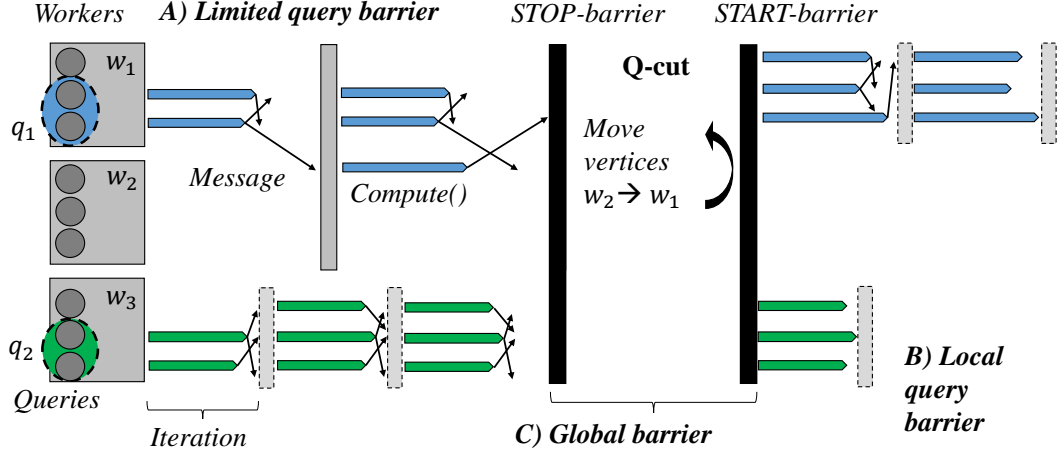 Workers
A) Limited query barrier
STOP-barrier
START-barrier
w1
Q-cut
q1
Message
Compute()
Move
vertices
w2 → w1
w2
w3
q2
Queries
Iteration
C) Global barrier
B) Local
query
barrier